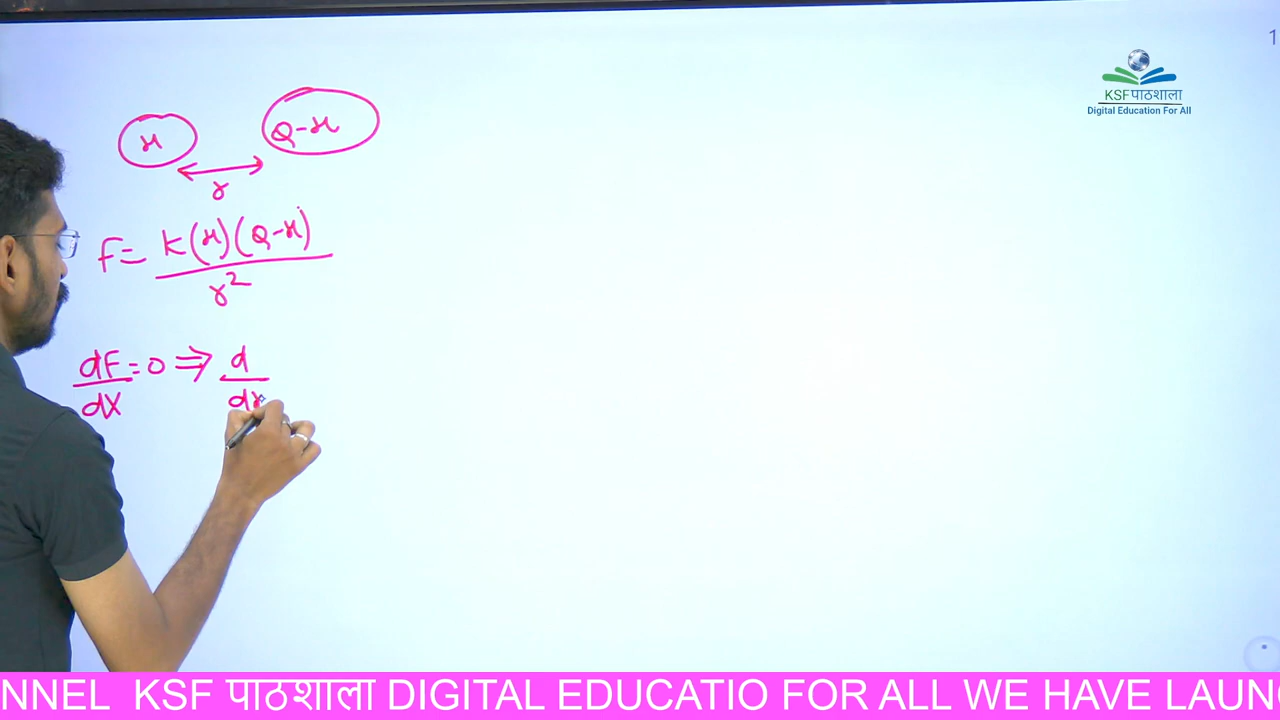 1
KSF पाठशाला
Digital Education For All
x
Q-x
r
F = K(x)(Q-x)
r²
dF = 0 ⇒ d
dX dx
NNEL KSF पाठशाला DIGITAL EDUCATIO FOR ALL WE HAVE LAUN